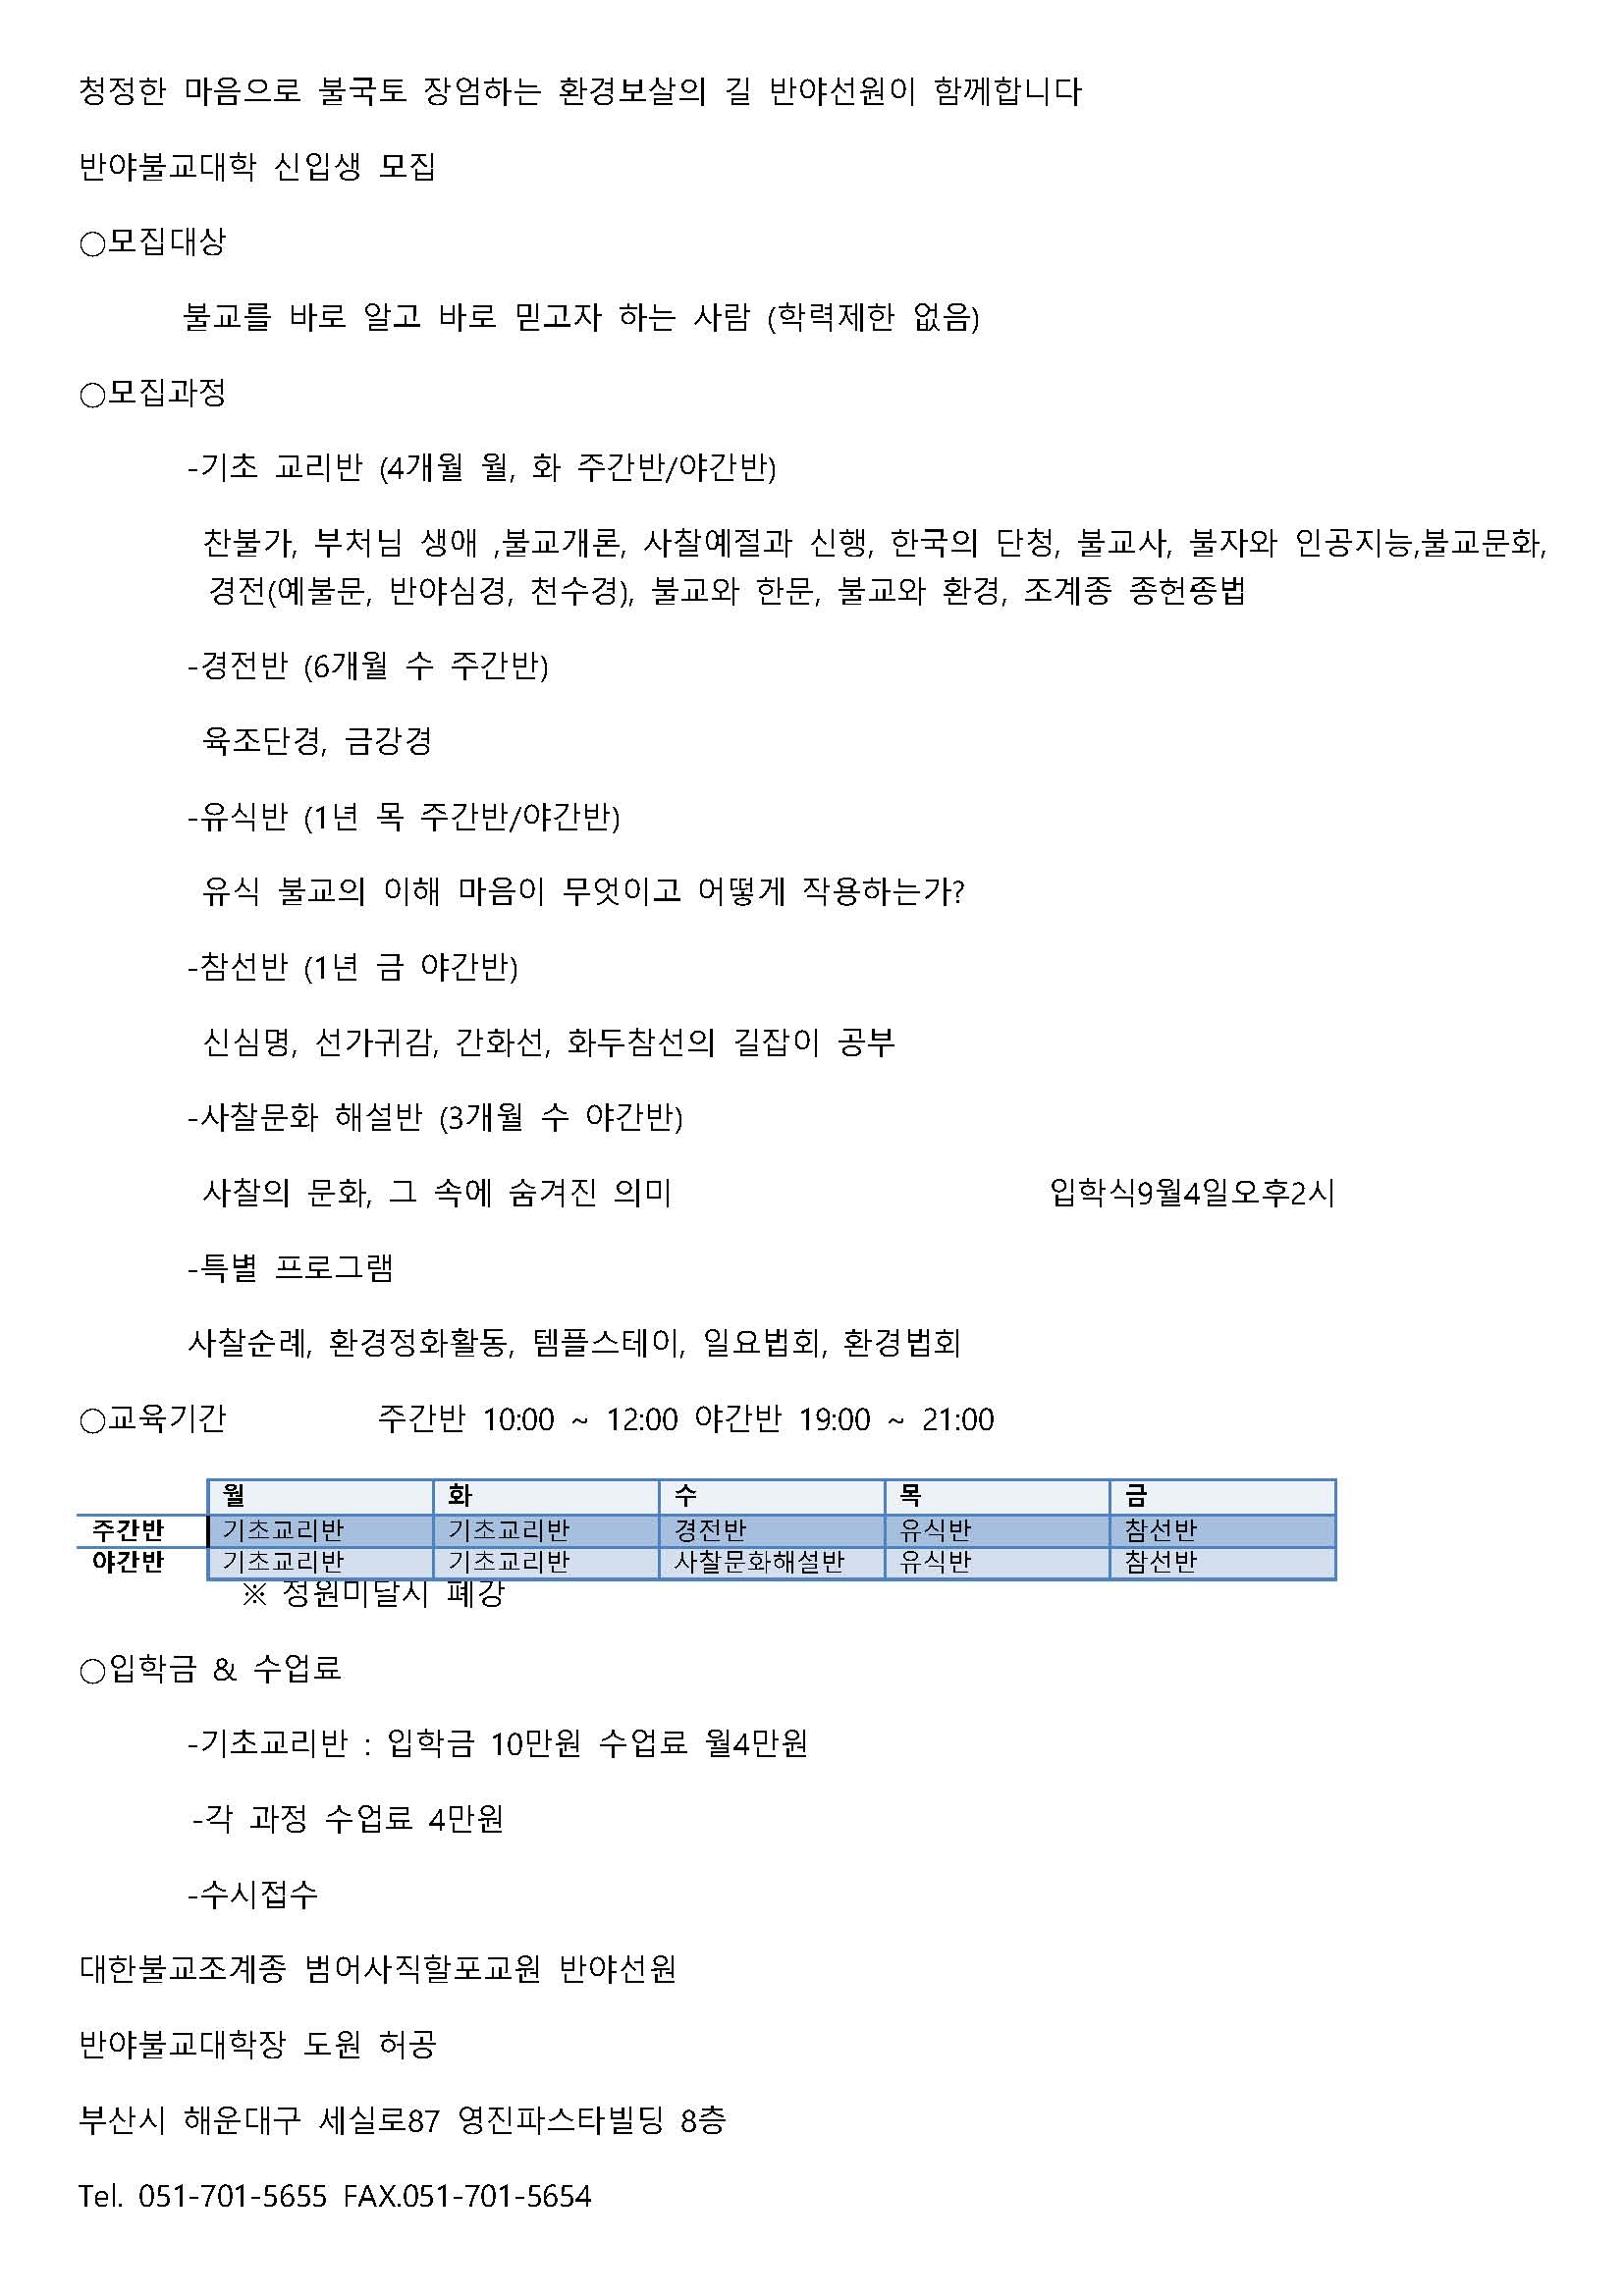 청정한 마음으로 불국토 장엄하는 환경보살의 길 반야선원이 함께합니다
반야불교대학 신입생 모집
○모집대상
불교를 바로 알고 바로 믿고자 하는 사람 (학력제한 없음)
○모집과정
-기초 교리반 (4개월 월, 화 주간반/야간반)
찬불가, 부처님 생애 ,불교개론, 사찰예절과 신행, 한국의 단청, 불교사, 불자와 인공지능,불교문화,
경전(예불문, 반야심경, 천수경), 불교와 한문, 불교와 환경, 조계종 종헌종법
-경전반 (6개월 수 주간반)
육조단경, 금강경
-유식반 (1년 목 주간반/야간반)
유식 불교의 이해 마음이 무엇이고 어떻게 작용하는가?
-참선반 (1년 금 야간반)
신심명, 선가귀감, 간화선, 화두참선의 길잡이 공부
-사찰문화 해설반 (3개월 수 야간반)
사찰의 문화, 그 속에 숨겨진 의미 입학식9월4일오후2시
-특별 프로그램
사찰순례, 환경정화활동, 템플스테이, 일요법회, 환경법회
○교육기간 주간반 10:00 ~ 12:00 야간반 19:00 ~ 21:00
월 화 수 목 금
주간반 기초교리반 기초교리반 경전반 유식반 참선반
야간반 기초교리반 기초교리반 사찰문화해설반 유식반 참선반
※ 정원미달시 폐강
○입학금 & 수업료
-기초교리반 : 입학금 10만원 수업료 월4만원
-각 과정 수업료 4만원
-수시접수
대한불교조계종 범어사직할포교원 반야선원
반야불교대학장 도원 허공
부산시 해운대구 세실로87 영진파스타빌딩 8층
Tel. 051-701-5655 FAX.051-701-5654